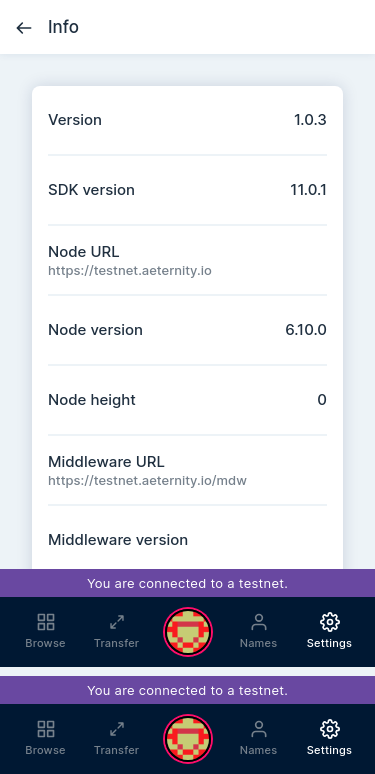 Info
Version 1.0.3
SDK version 11.0.1
Node URL
https://testnet.aeternity.io
Node version 6.10.0
Node height 0
Middleware URL
https://testnet.aeternity.io/mdw
Middleware version
You are connected to a testnet.
Browse Transfer Names Settings
You are connected to a testnet.
Browse Transfer Names Settings